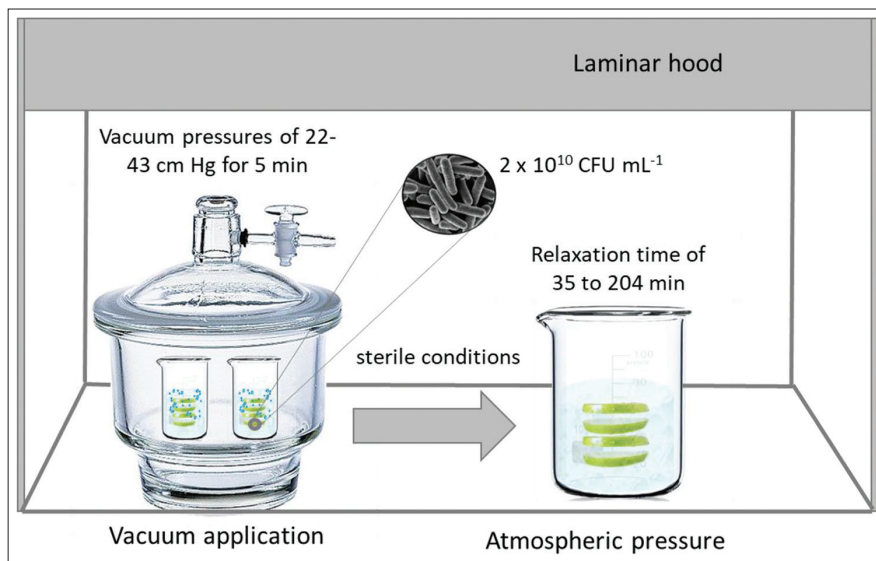 Laminar hood
Vacuum pressures of 22-
43 cm Hg for 5 min
2 x 10¹⁰ CFU mL⁻¹
Relaxation time of
35 to 204 min
sterile conditions
100
Vacuum application
Atmospheric pressure